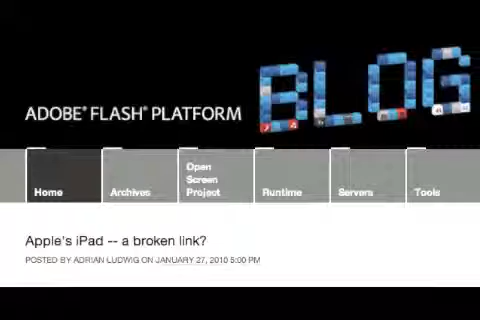 BLOG
ADOBE® FLASH® PLATFORM
Home
Archives
Open
Screen
Project
Runtime
Servers
Tools
Apple's iPad -- a broken link?
POSTED BY ADRIAN LUDWIG ON JANUARY 27, 2010 5:00 PM